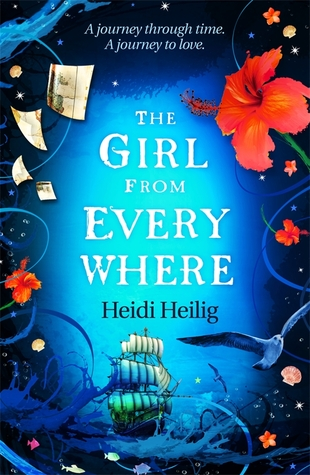 A journey through time.
A journey to love.
THE
GIRL
FROM
EVERY
WHERE
Heidi Heilig